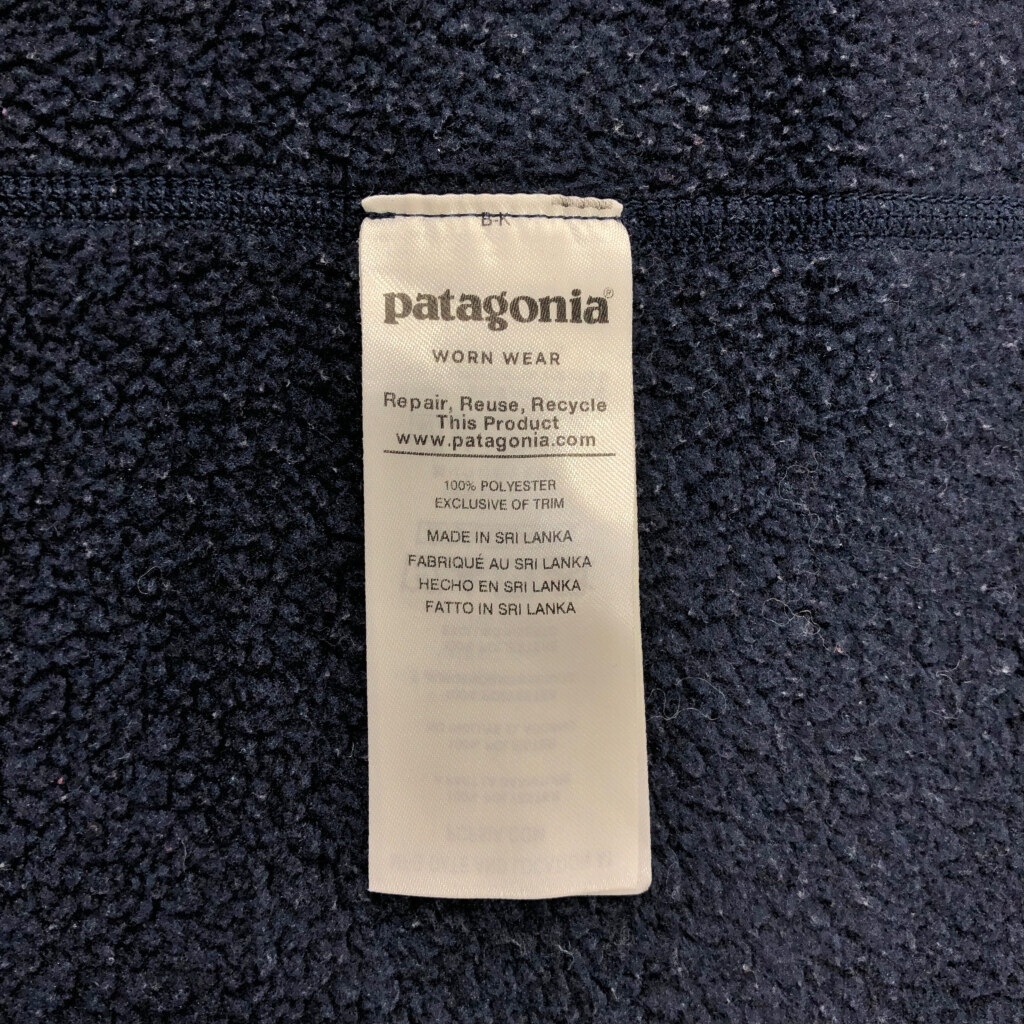 B-K
patagonia®
WORN WEAR
Repair, Reuse, Recycle
This Product
www.patagonia.com
100% POLYESTER
EXCLUSIVE OF TRIM
MADE IN SRI LANKA
FABRIQUÉ AU SRI LANKA
HECHO EN SRI LANKA
FATTO IN SRI LANKA